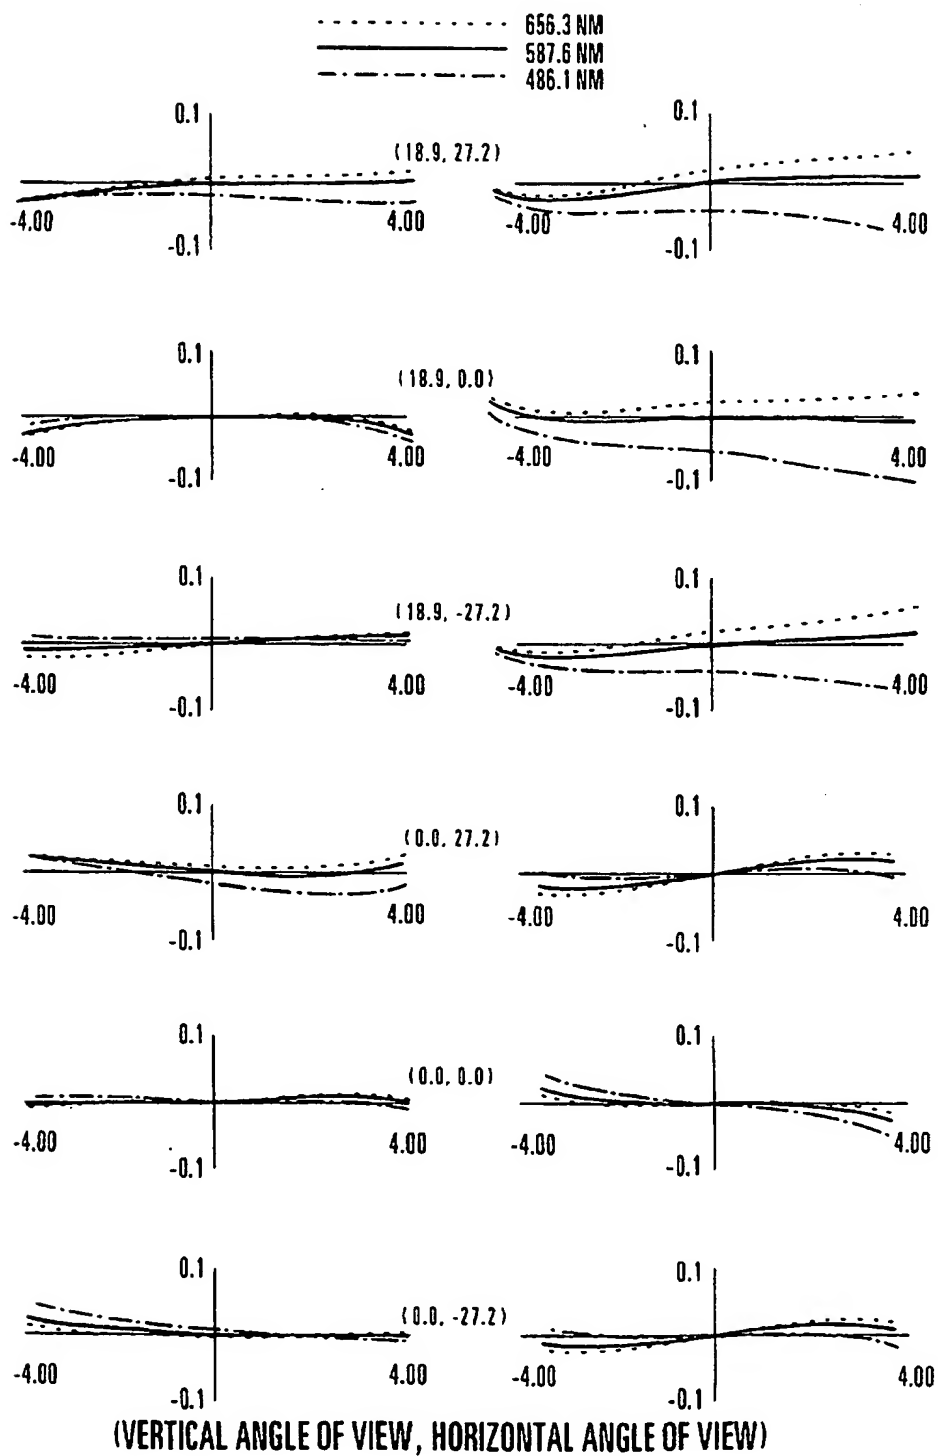 656.3 NM
587.6 NM
486.1 NM
0.1 0.1
(18.9, 27.2)
-4.00 4.00 -4.00 4.00
-0.1 -0.1
0.1 0.1
(18.9, 0.0)
-4.00 4.00 -4.00 4.00
-0.1 -0.1
0.1 0.1
(18.9, -27.2)
-4.00 4.00 -4.00 4.00
-0.1 -0.1
0.1 0.1
(0.0, 27.2)
-4.00 4.00 -4.00 4.00
-0.1 -0.1
0.1 0.1
(0.0, 0.0)
-4.00 4.00 -4.00 4.00
-0.1 -0.1
0.1 0.1
(0.0, -27.2)
-4.00 4.00 -4.00 4.00
-0.1 -0.1
(VERTICAL ANGLE OF VIEW, HORIZONTAL ANGLE OF VIEW)